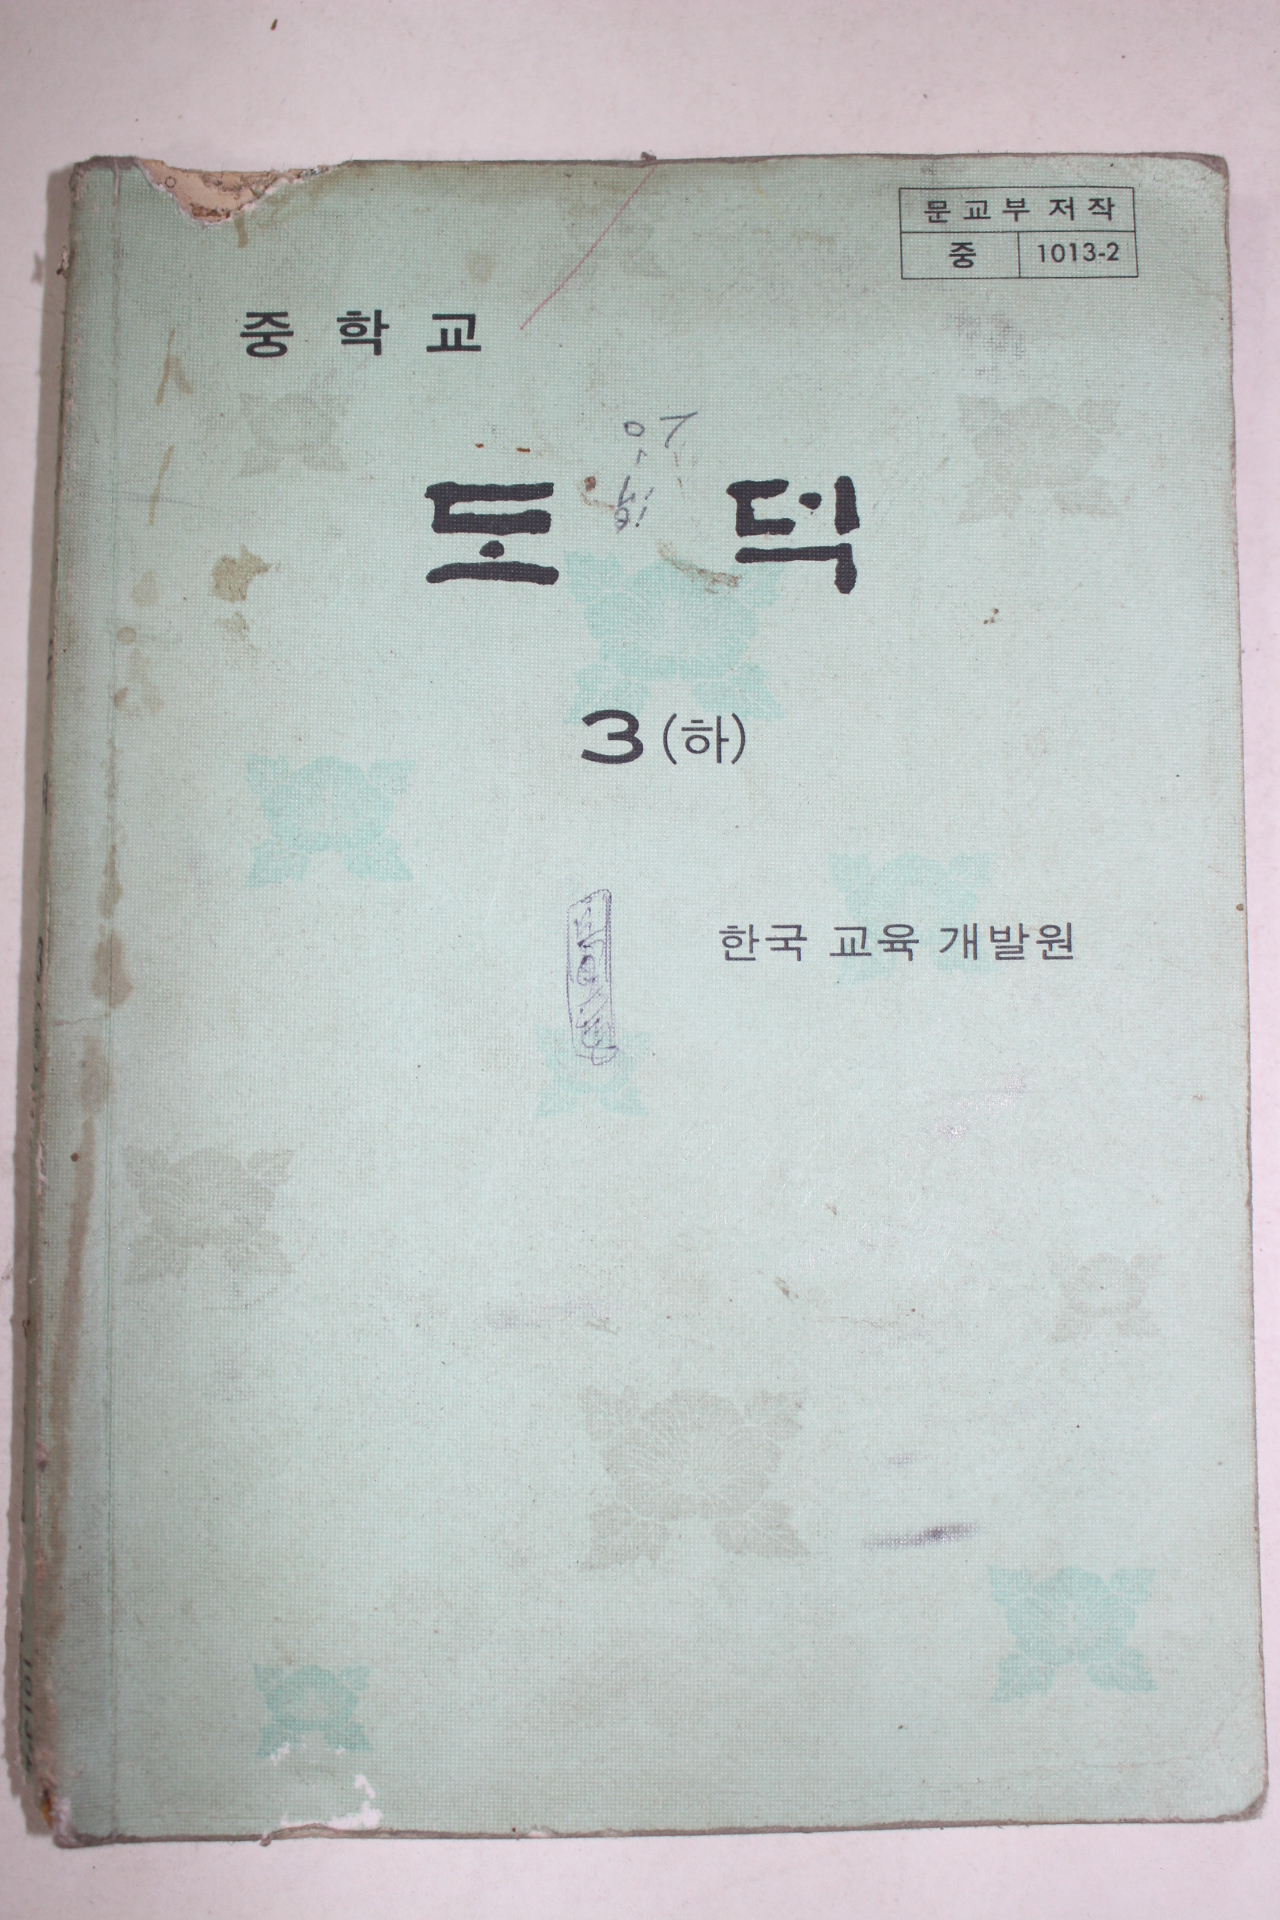 문교부 저작
중 1013-2
중학교
도덕
3 (하)
한국 교육 개발원